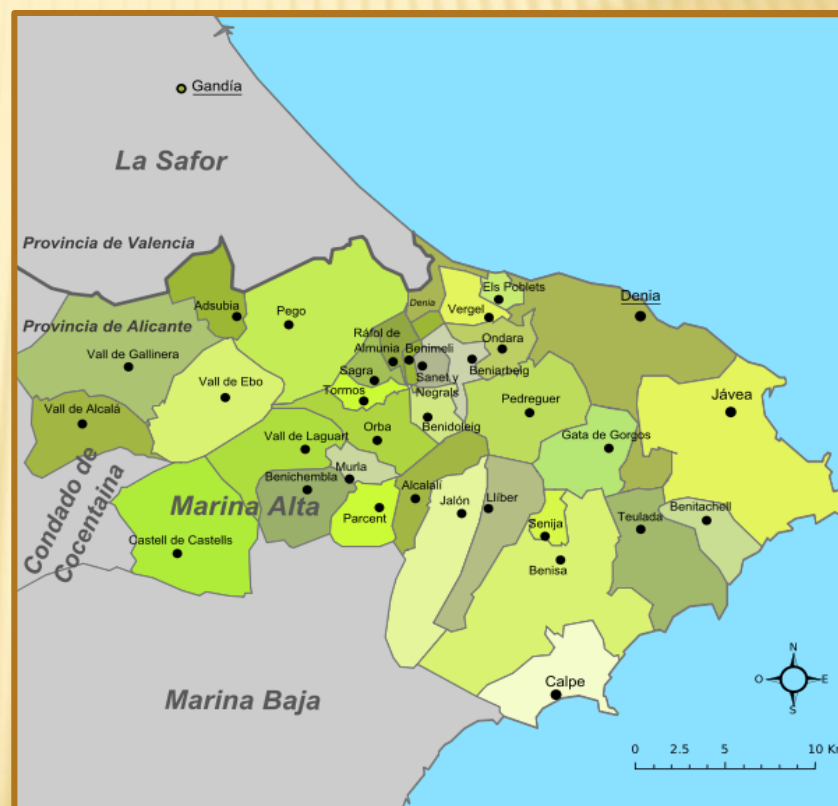 Gandía
La Safor
Provincia de Valencia
Adsubia
Pego
Provincia de Alicante
Denia
Els Poblets
Vergel
Denia
Ráfol de
Almunia
Benimeli
Ondara
Vall de Gallinera
Sagra
Sanet y
Negrals
Beniarbeig
Vall de Ebo
Tormos
Jávea
Vall de Alcalá
Orba
Benidoleig
Pedreguer
Vall de Laguart
Gata de Gorgos
Murla
Condado de
Cocentaina
Benichembla
Alcalalí
Marina Alta
Parcent
Jalón
Llíber
Senija
Teulada
Benitachell
Castell de Castells
Benisa
Marina Baja
Calpe
N
O
E
S
0 2.5 5 10 Km